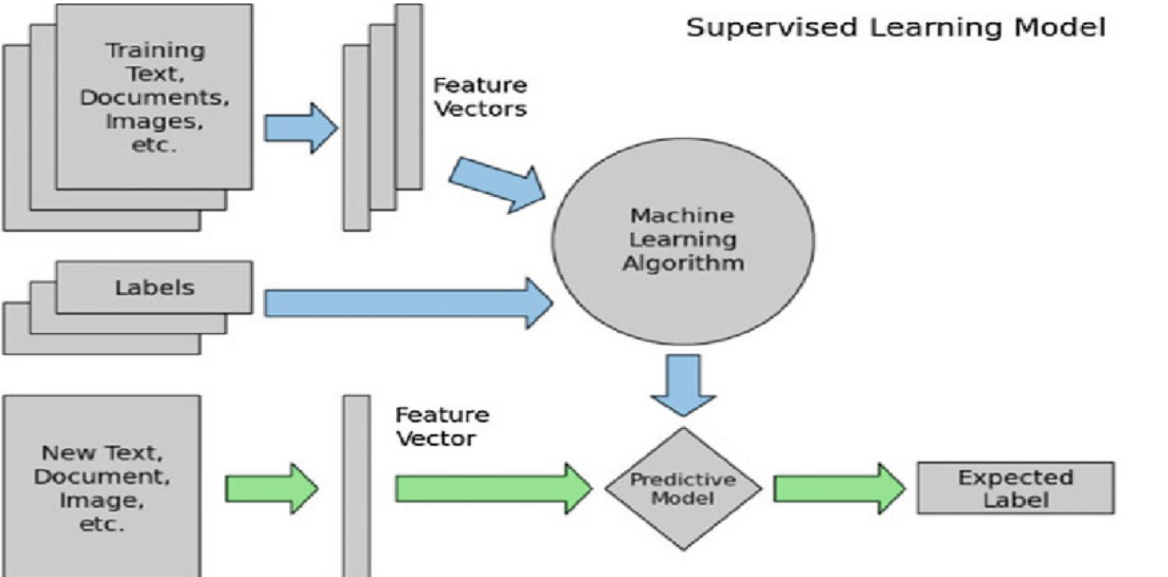 Supervised Learning Model
Training
Text,
Documents,
Images,
etc.
Feature
Vectors
Machine
Learning
Algorithm
Labels
New Text,
Document,
Image,
etc.
Feature
Vector
Predictive
Model
Expected
Label